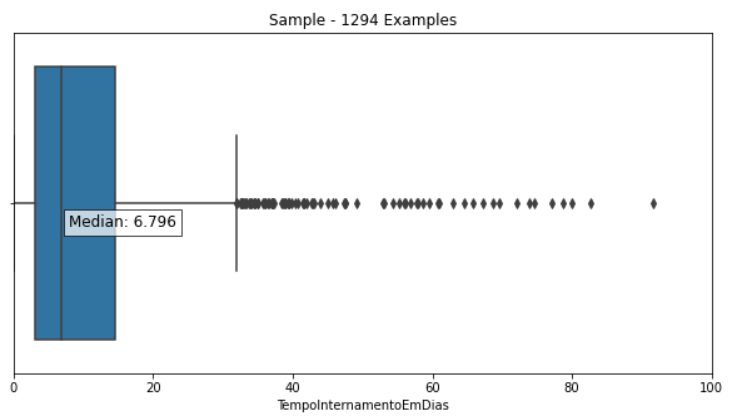 Sample - 1294 Examples
Median: 6.796
0 20 40 60 80 100
TempoInternamentoEmDias